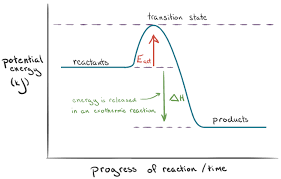 transition state
potential
energy
(kJ)
reactants
Eact
energy is released
in an exothermic reaction
ΔH
products
progress of reaction / time